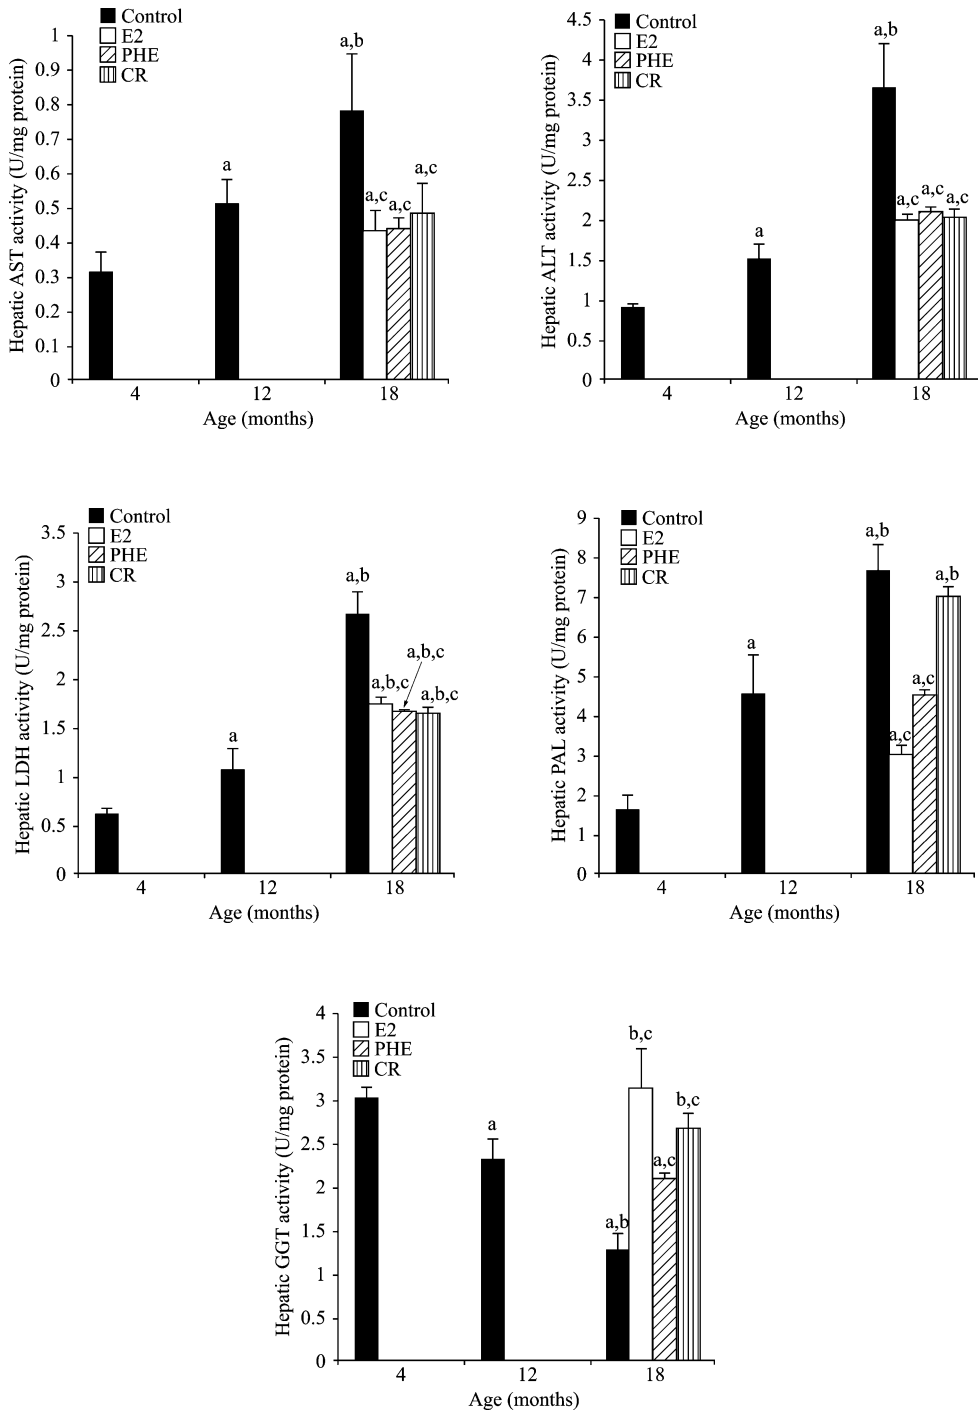 Control
E2
PHE
CR
Hepatic AST activity (U/mg protein)
1
0.9
0.8
0.7
0.6
0.5
0.4
0.3
0.2
0.1
0
a
a,b
a,c
a,c
a,c
4
12
18
Age (months)
Control
E2
PHE
CR
Hepatic ALT activity (U/mg protein)
4.5
4
3.5
3
2.5
2
1.5
1
0.5
0
a
a,b
a,c
a,c
a,c
4
12
18
Age (months)
Control
E2
PHE
CR
Hepatic LDH activity (U/mg protein)
3.5
3
2.5
2
1.5
1
0.5
0
a
a,b
a,b,c
a,b,c
a,b,c
4
12
18
Age (months)
Control
E2
PHE
CR
Hepatic PAL activity (U/mg protein)
9
8
7
6
5
4
3
2
1
0
a
a,b
a,c
a,c
a,b
4
12
18
Age (months)
Control
E2
PHE
CR
Hepatic GGT activity (U/mg protein)
4
3.5
3
2.5
2
1.5
1
0.5
0
a
a,b
b,c
a,c
b,c
4
12
18
Age (months)